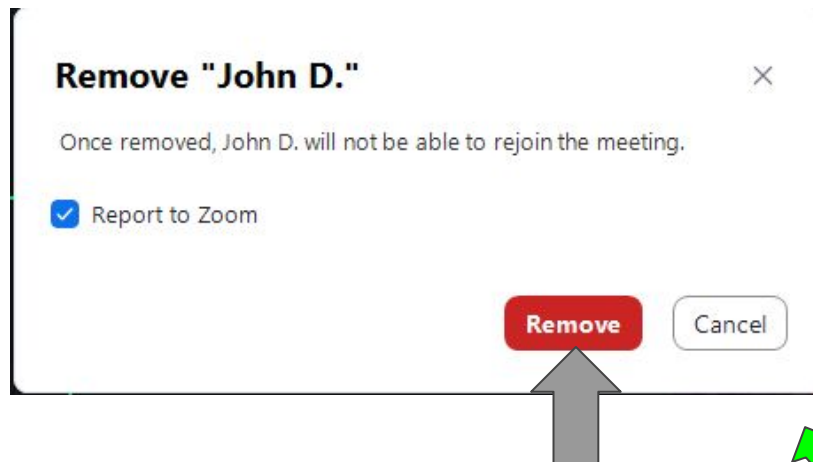 Remove "John D."
Once removed, John D. will not be able to rejoin the meeting.
Report to Zoom
Remove
Cancel